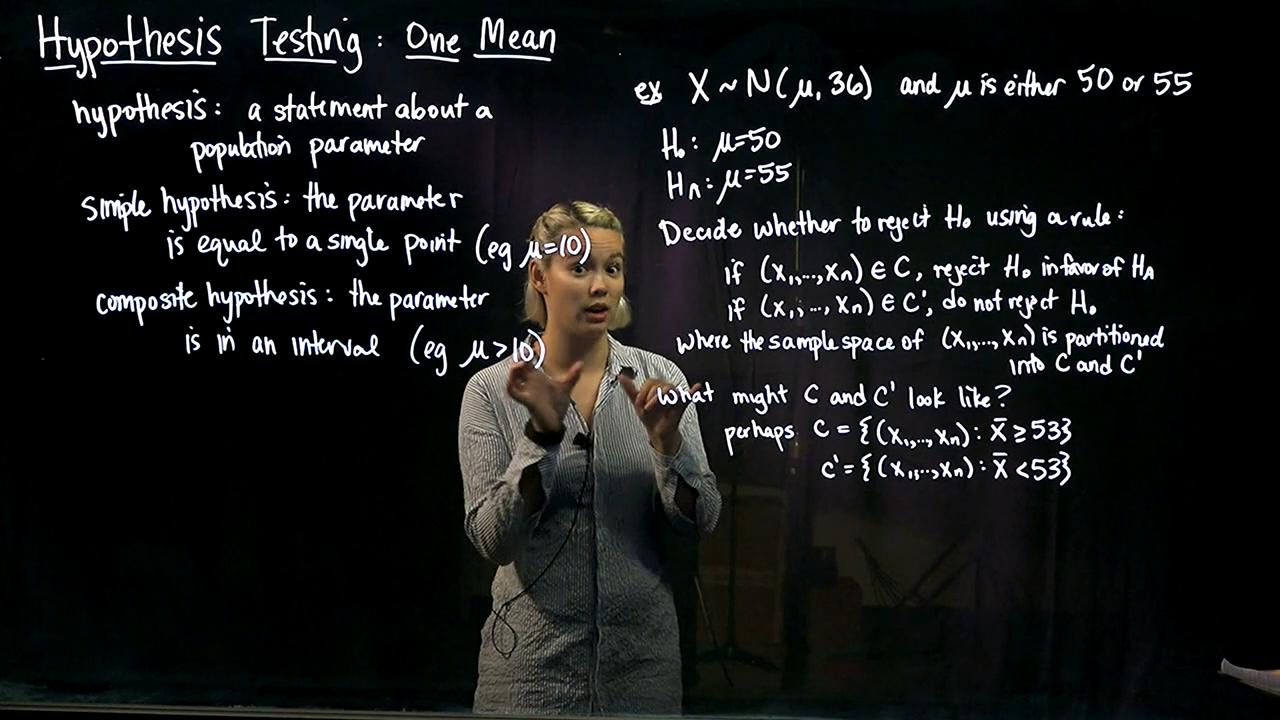 Hypothesis Testing: One Mean
hypothesis: a statement about a
population parameter
simple hypothesis: the parameter
is equal to a single point (eg μ=10)
composite hypothesis: the parameter
is in an interval (eg μ>10)
ex X ~ N(μ, 36) and μ is either 50 or 55
H₀: μ=50
H_A: μ=55
Decide whether to reject H₀ using a rule:
if (x₁,...,xₙ) ∈ C, reject H₀ in favor of H_A
if (x₁,...,xₙ) ∈ C', do not reject H₀
where the sample space of (x₁,...,xₙ) is partitioned
into C and C'
What might C and C' look like?
perhaps C = {(x₁,...,xₙ): x̄ ≥ 53}
C' = {(x₁,...,xₙ): x̄ < 53}